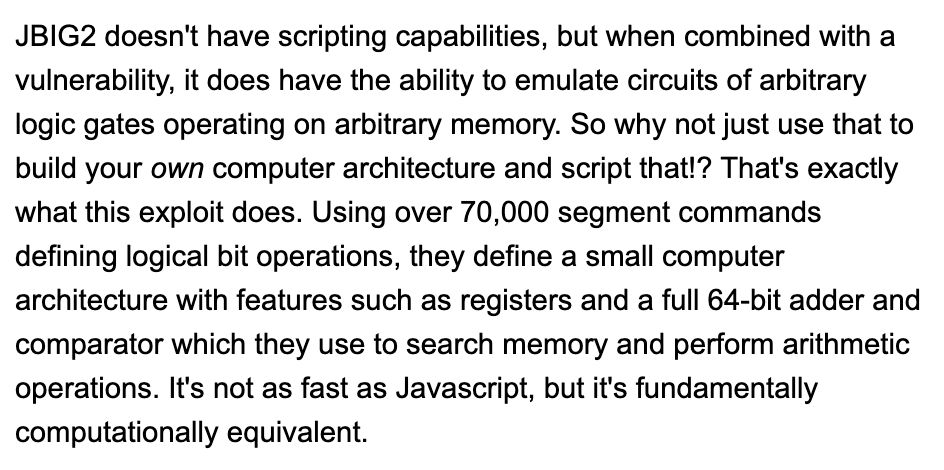 JBIG2 doesn't have scripting capabilities, but when combined with a
vulnerability, it does have the ability to emulate circuits of arbitrary
logic gates operating on arbitrary memory. So why not just use that to
build your own computer architecture and script that!? That's exactly
what this exploit does. Using over 70,000 segment commands
defining logical bit operations, they define a small computer
architecture with features such as registers and a full 64-bit adder and
comparator which they use to search memory and perform arithmetic
operations. It's not as fast as Javascript, but it's fundamentally
computationally equivalent.